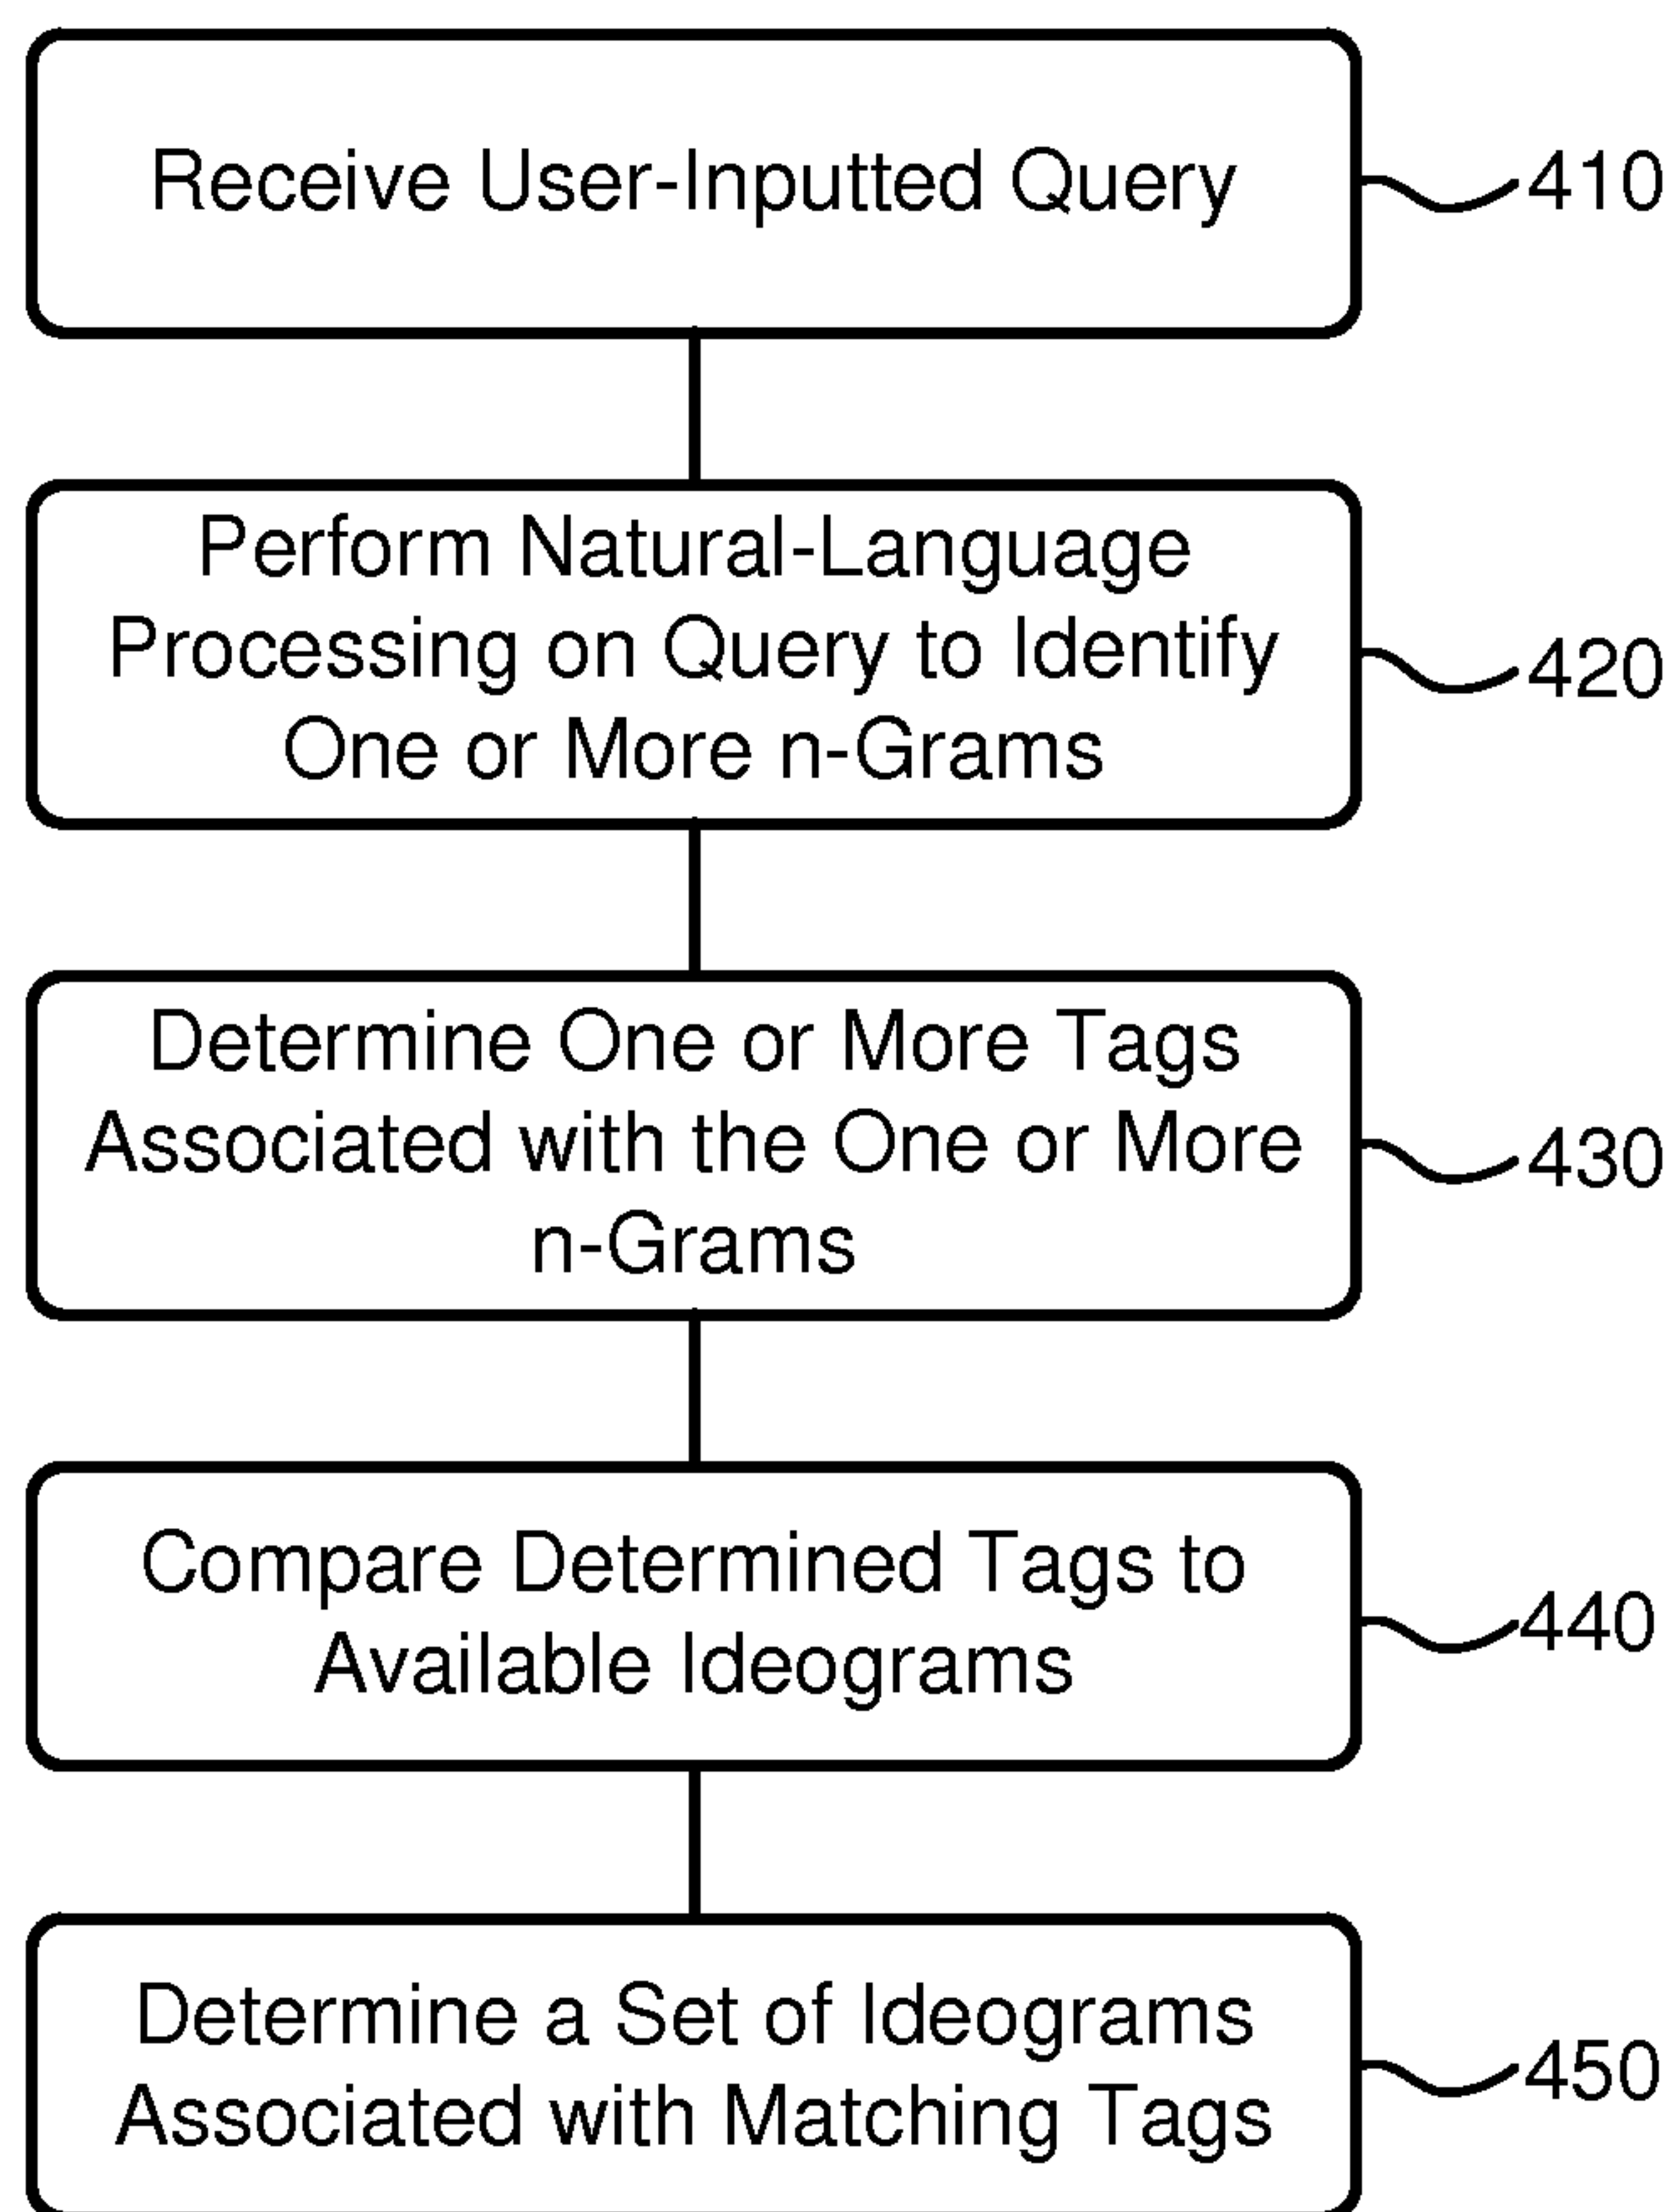 Receive User-Inputted Query
410
Perform Natural-Language
Processing on Query to Identify
One or More n-Grams
420
Determine One or More Tags
Associated with the One or More
n-Grams
430
Compare Determined Tags to
Available Ideograms
440
Determine a Set of Ideograms
Associated with Matching Tags
450